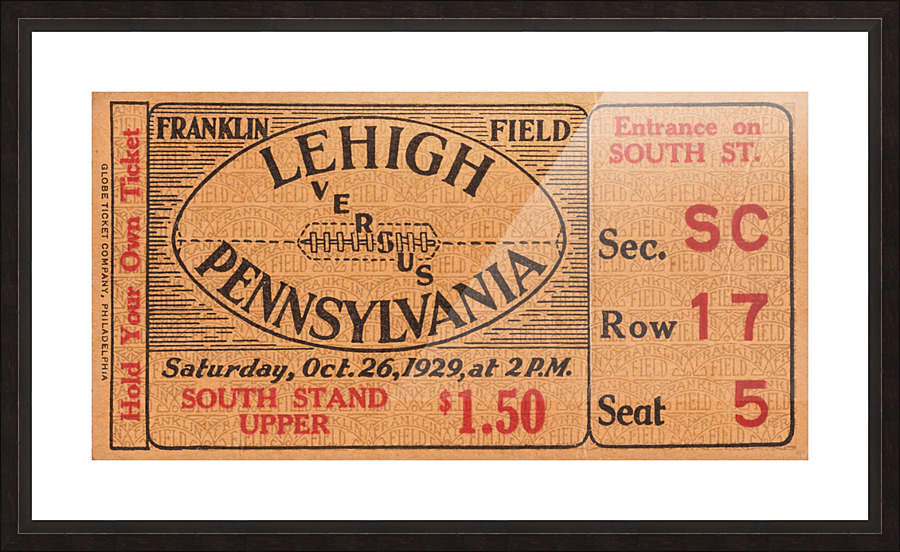 GLOBE TICKET COMPANY, PHILADELPHIA
Hold Your Own Ticket
FRANKLIN FIELD
LEHIGH
VERSUS
PENNSYLVANIA
Saturday, Oct. 26, 1929, at 2 P.M.
SOUTH STAND
UPPER
$1.50
Entrance on
SOUTH ST.
Sec. SC
Row 17
Seat 5